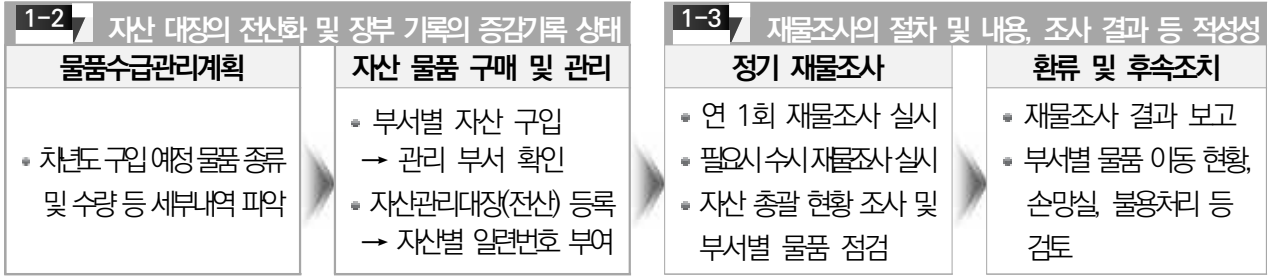 1-2 자산 대장의 전산화 및 장부 기록의 증감기록 상태
물품수급관리계획
• 차년도 구입 예정 물품 종류
및 수량 등 세부내역 파악
자산 물품 구매 및 관리
• 부서별 자산 구입
→ 관리 부서 확인
• 자산관리대장(전산) 등록
→ 자산별 일련번호 부여
1-3 재물조사의 절차 및 내용, 조사 결과 등 적성성
정기 재물조사
• 연 1회 재물조사 실시
• 필요시 수시 재물조사 실시
• 자산 총괄 현황 조사 및
부서별 물품 점검
환류 및 후속조치
• 재물조사 결과 보고
• 부서별 물품 이동 현황,
손망실, 불용처리 등
검토